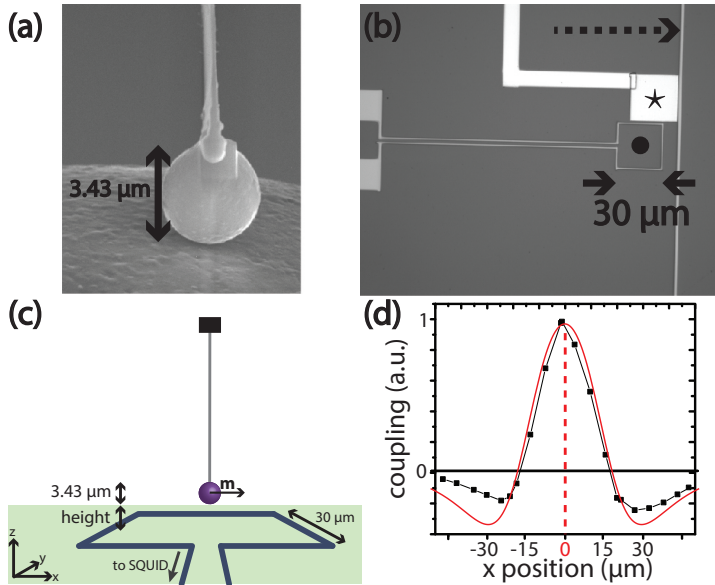 (a)
3.43 µm
(b)
30 µm
(c)
m
3.43 µm
height
30 µm
z
y
x
to SQUID
(d)
coupling (a.u.)
1
0
-30 -15 0 15 30
x position (µm)